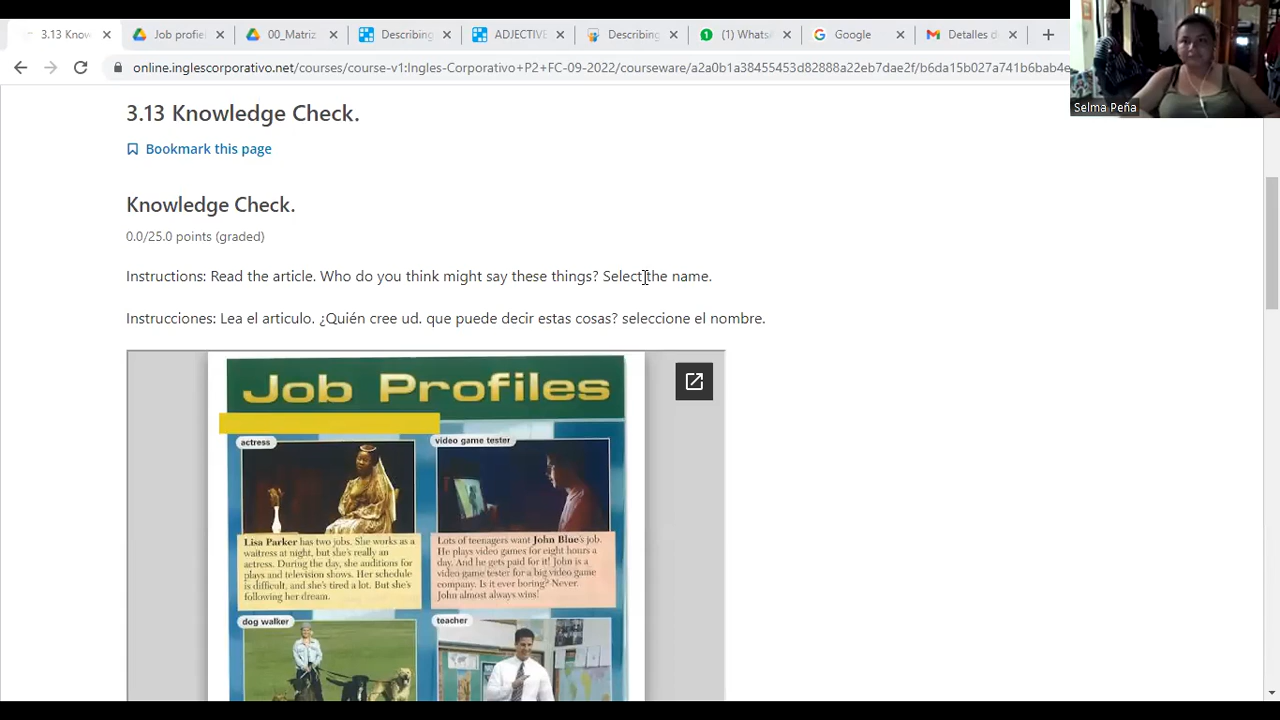 3.13 Know
Job profile
00_Matriz
Describing
ADJECTIVE
Describing
(1) Whats
Google
Detalles d
online.inglescorporativo.net/courses/course-v1:Ingles-Corporativo+P2+FC-09-2022/courseware/a2a0b1a38455453d82888a22eb7dae2f/b6da15b027a741b6bab4e
Selma Peña
3.13 Knowledge Check.
Bookmark this page
Knowledge Check.
0.0/25.0 points (graded)
Instructions: Read the article. Who do you think might say these things? Select the name.
Instrucciones: Lea el articulo. ¿Quién cree ud. que puede decir estas cosas? seleccione el nombre.
Job Profiles
actress
Lisa Parker has two jobs. She works as a
waitress at night, but she's really an
actress. During the day, she auditions for
plays and television shows. Her schedule
is difficult, and she's tired a lot. But she's
following her dream.
video game tester
Lots of teenagers want John Blue's job.
He plays video games for eight hours a
day. And he gets paid for it! John is a
video game tester for a big video game
company. Is it ever boring? Never.
John almost always wins!
dog walker
teacher